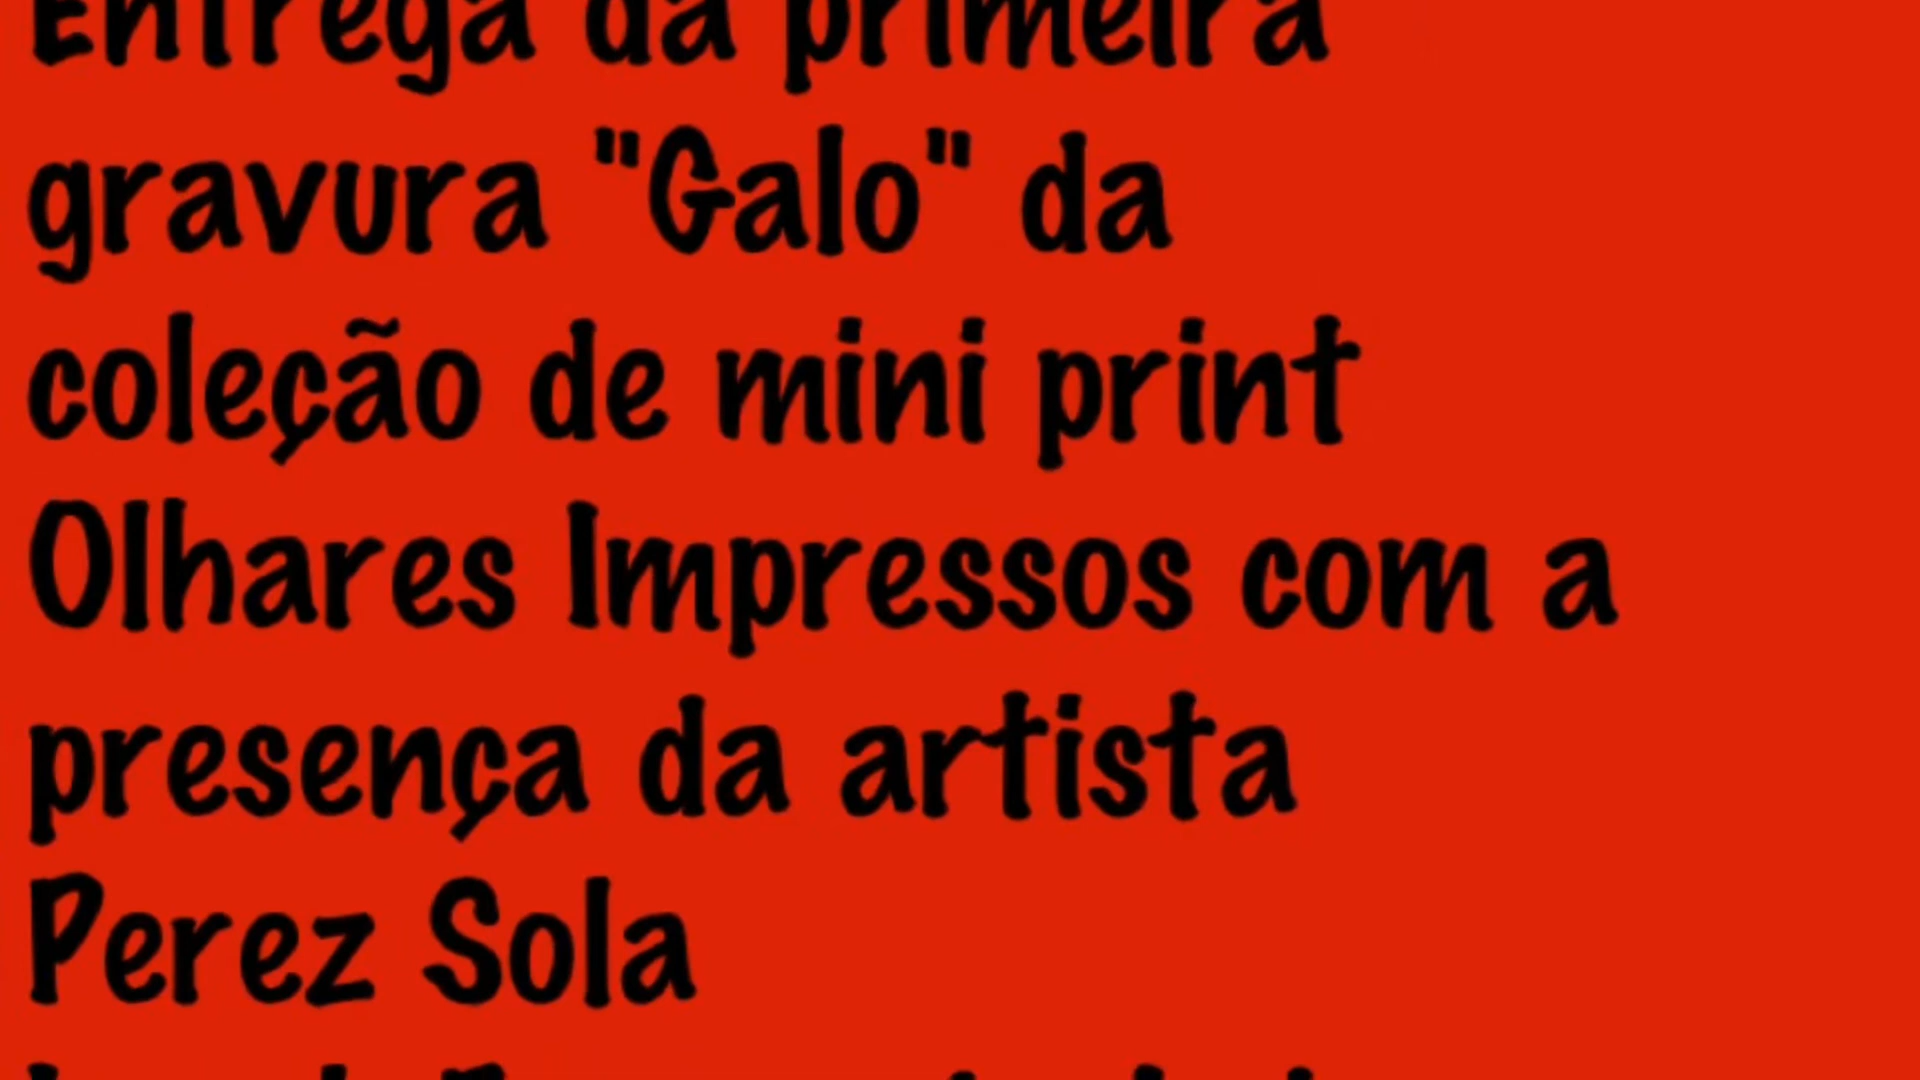 Entrega da primeira
gravura "Galo" da
coleção de mini print
Olhares Impressos com a
presença da artista
Perez Sola